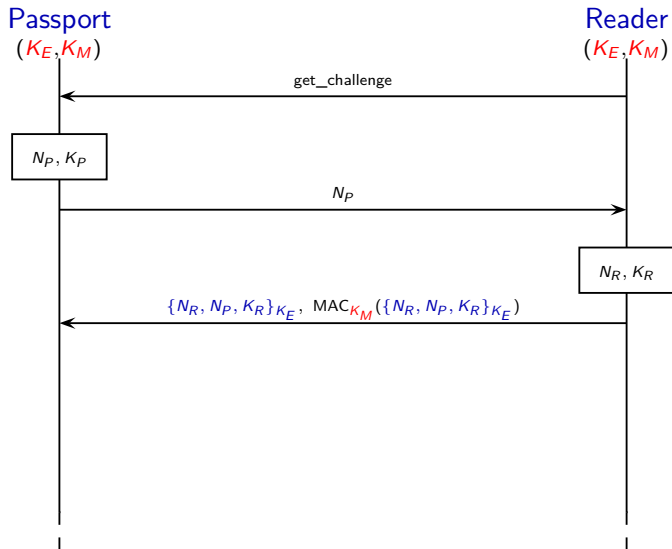 Passport Reader
(K_E, K_M) (K_E, K_M)
get_challenge
N_P, K_P
N_P
N_R, K_R
{N_R, N_P, K_R}_{K_E}, MAC_{K_M}({N_R, N_P, K_R}_{K_E})